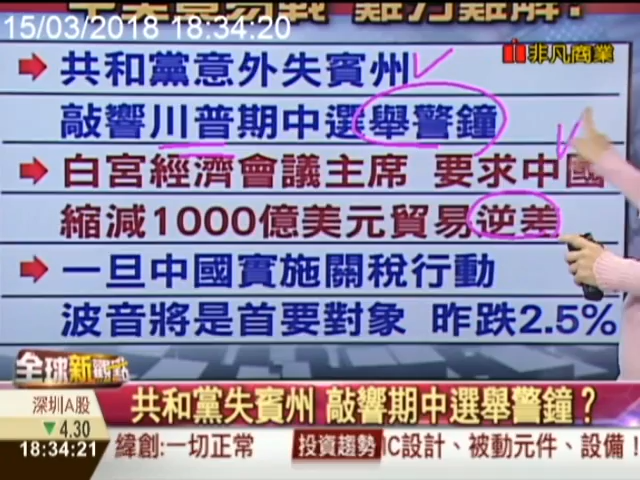 15/03/2018 18:34:20
非凡商業
共和黨意外失賓州
敲響川普期中選舉警鐘
白宮經濟會議主席 要求中國
縮減1000億美元貿易逆差
一旦中國實施關稅行動
波音將是首要對象 昨跌2.5%
全球新觀點
共和黨失賓州 敲響期中選舉警鐘?
深圳A股
▼4.30
18:34:21
緯創:一切正常
投資趨勢
IC設計、被動元件、設備!